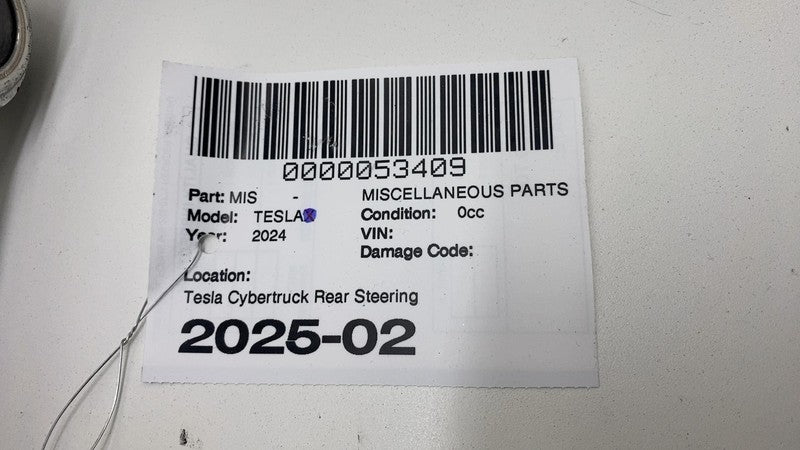 0000053409
Part: MIS - MISCELLANEOUS PARTS
Model: TESLAX Condition: 0cc
Year: 2024 VIN:
Damage Code:
Location:
Tesla Cybertruck Rear Steering
2025-02